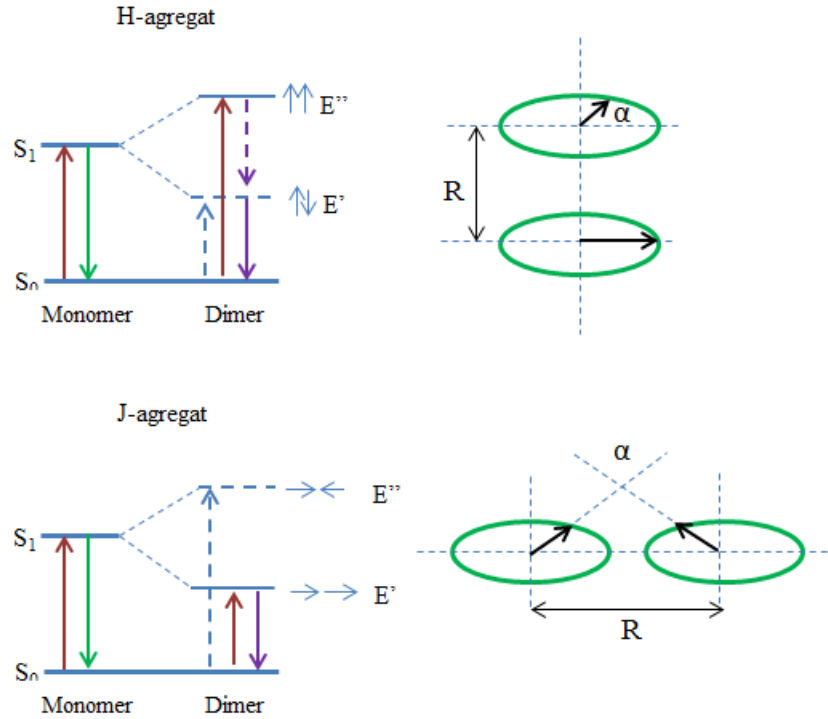 H-agregat
E''
α
S₁
R
E'
S₀
Monomer Dimer
J-agregat
α
E''
S₁
E'
R
S₀
Monomer Dimer